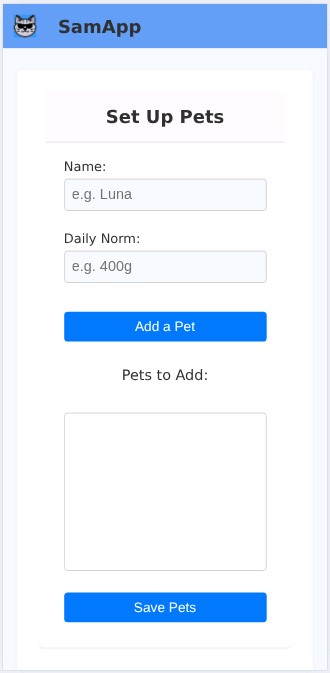 SamApp
Set Up Pets
Name:
e.g. Luna
Daily Norm:
e.g. 400g
Add a Pet
Pets to Add:
Save Pets